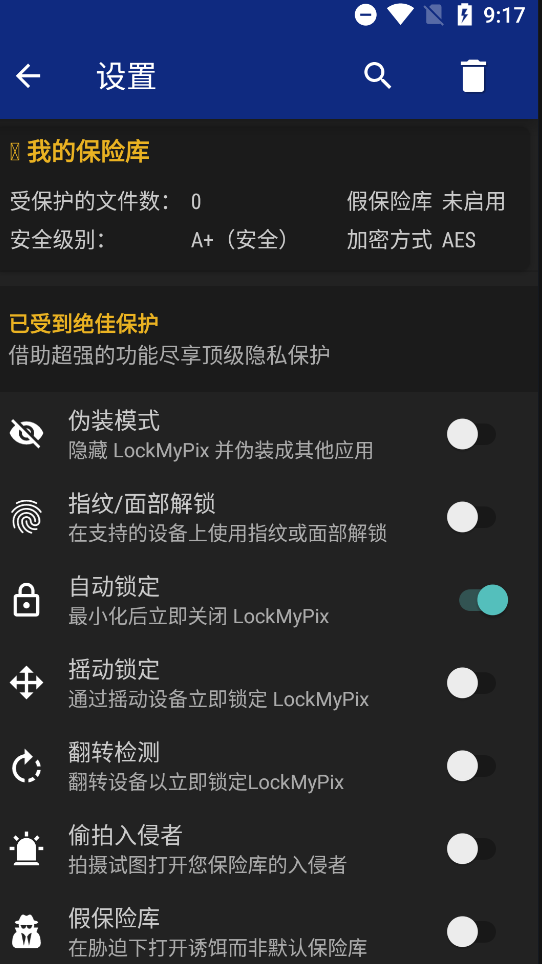 9:17
设置
我的保险库
受保护的文件数： 0 假保险库 未启用
安全级别： A+（安全） 加密方式 AES
已受到绝佳保护
借助超强的功能尽享顶级隐私保护
伪装模式
隐藏 LockMyPix 并伪装成其他应用
指纹/面部解锁
在支持的设备上使用指纹或面部解锁
自动锁定
最小化后立即关闭 LockMyPix
摇动锁定
通过摇动设备立即锁定 LockMyPix
翻转检测
翻转设备以立即锁定LockMyPix
偷拍入侵者
拍摄试图打开您保险库的入侵者
假保险库
在胁迫下打开诱饵而非默认保险库